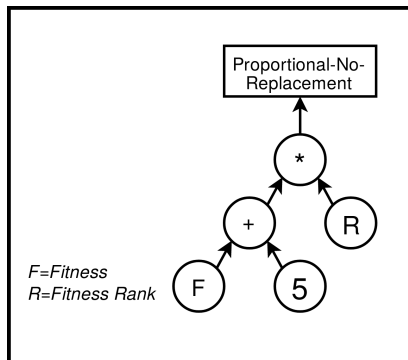 Proportional-No-
Replacement
*
+
R
F
5
F=Fitness
R=Fitness Rank